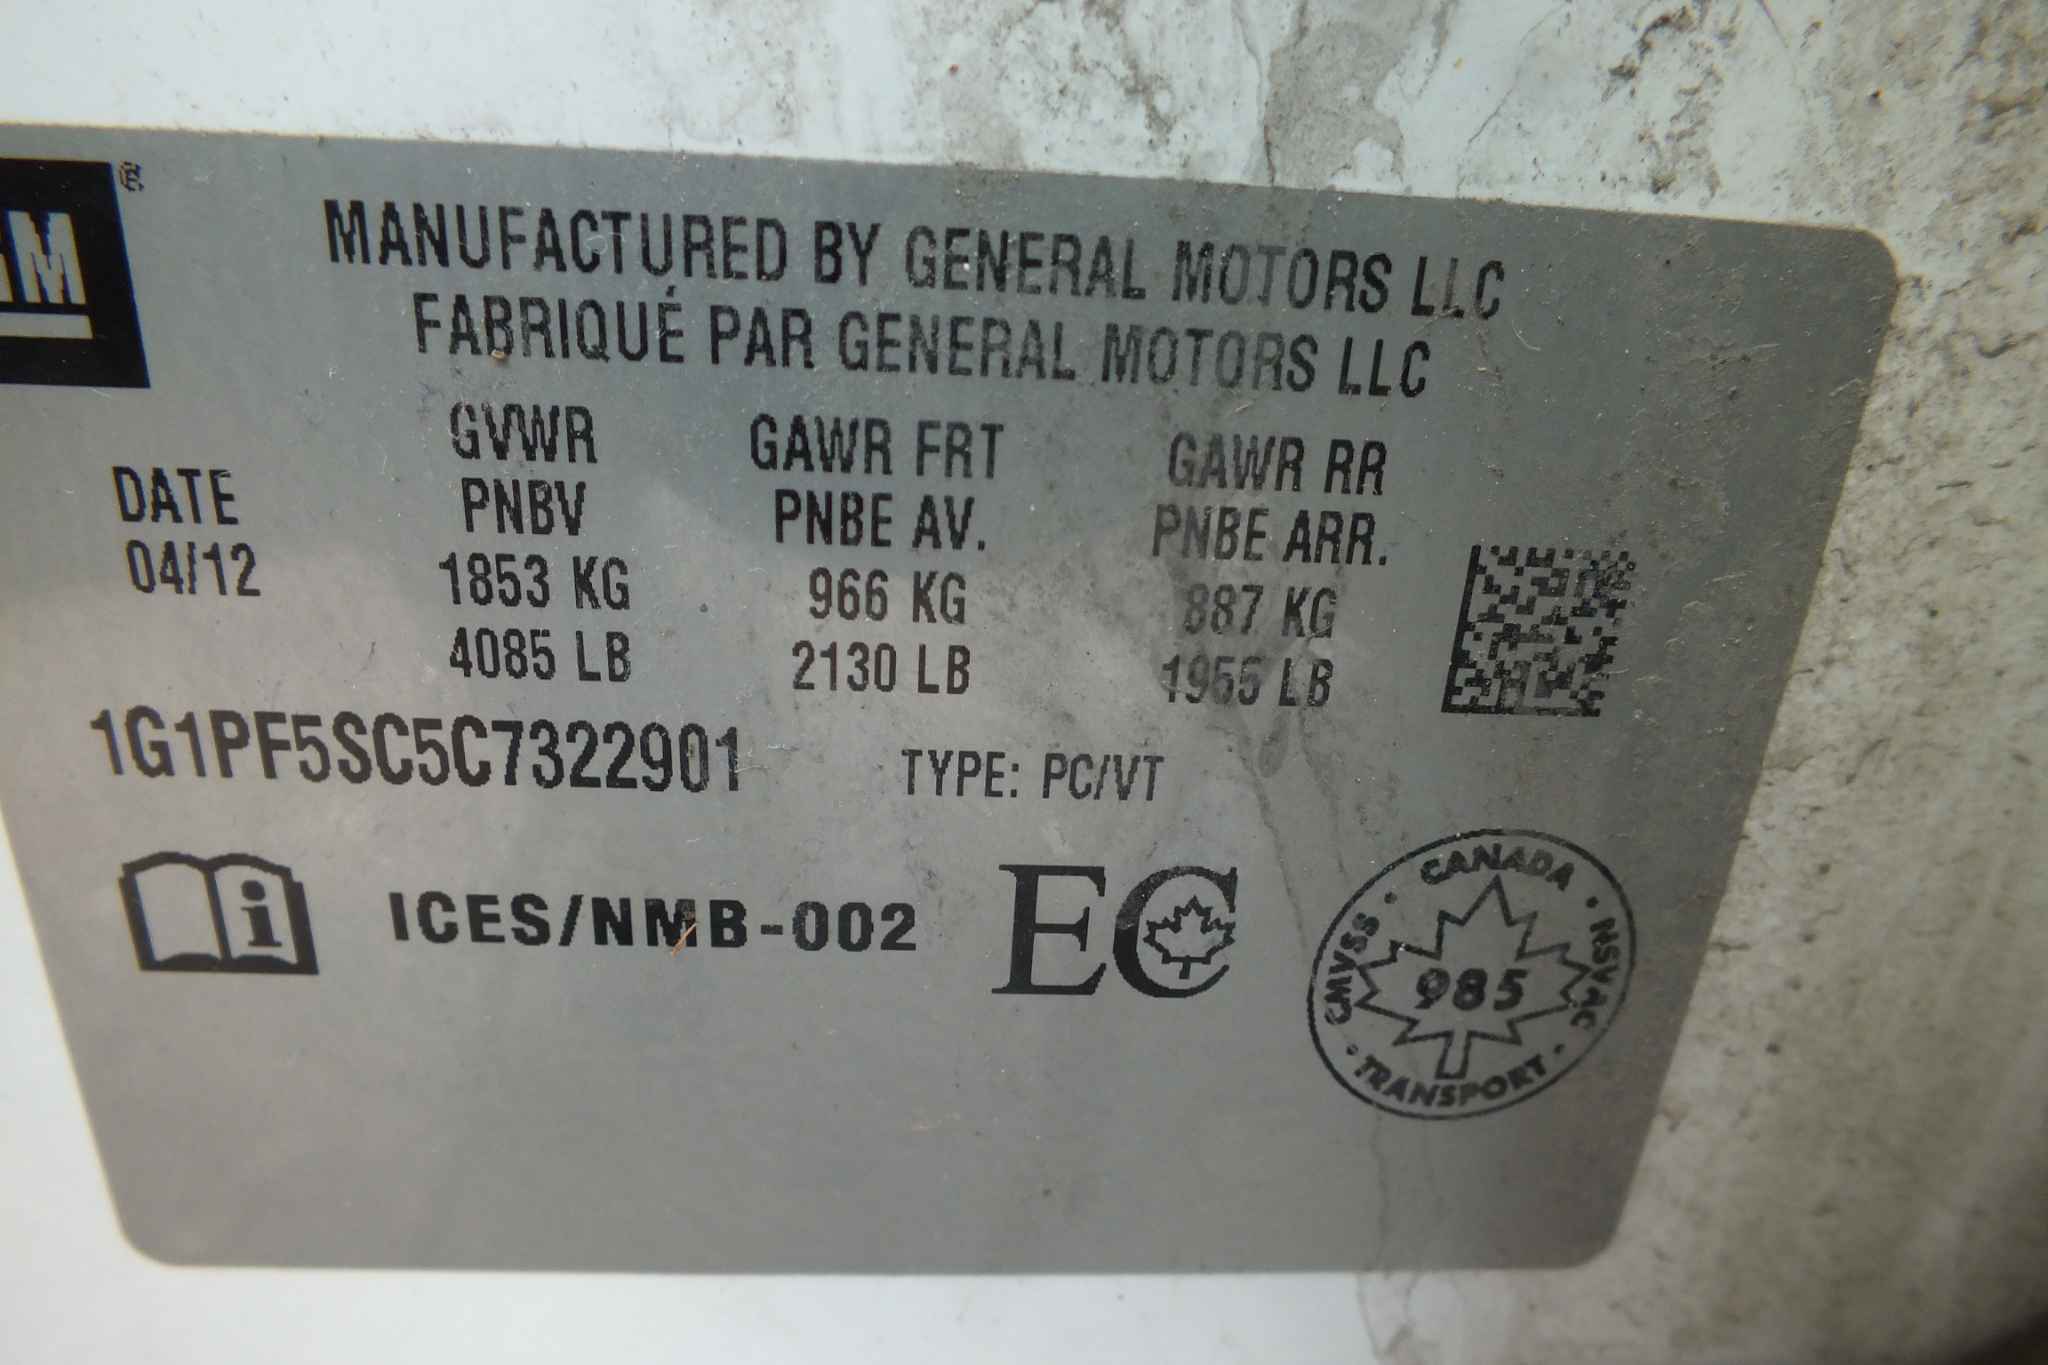 GM®
MANUFACTURED BY GENERAL MOTORS LLC
FABRIQUÉ PAR GENERAL MOTORS LLC
DATE
04/12
GVWR
PNBV
1853 KG
4085 LB
GAWR FRT
PNBE AV.
966 KG
2130 LB
GAWR RR
PNBE ARR.
887 KG
1955 LB
1G1PF5SC5C7322901
TYPE: PC/VT
i
ICES/NMB-002
EC
CANADA · NSVAC · TRANSPORT · CMVSS ·
985